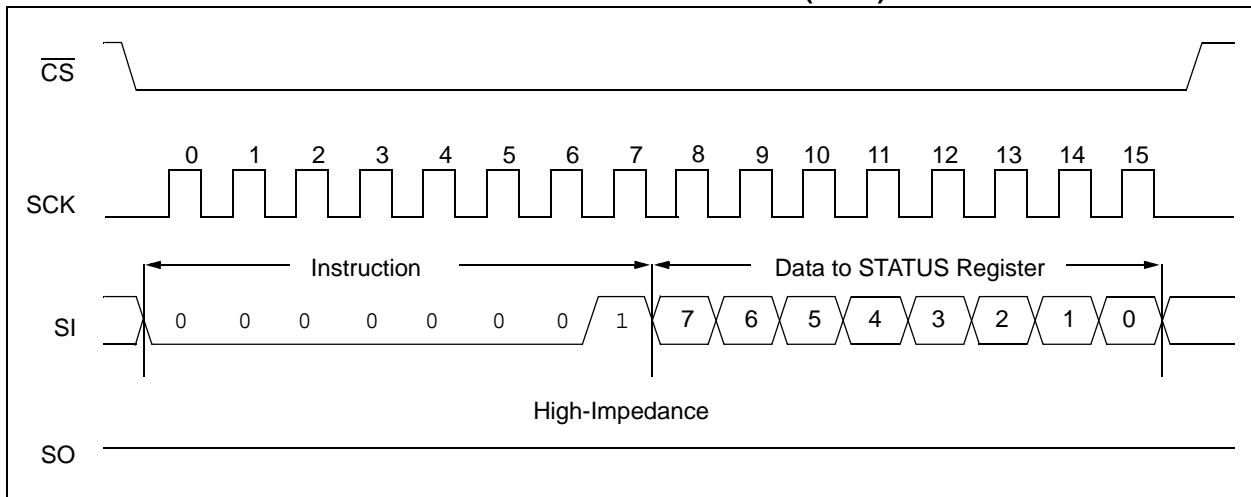 CS
0 1 2 3 4 5 6 7 8 9 10 11 12 13 14 15
SCK
Instruction Data to STATUS Register
SI 0 0 0 0 0 0 0 1 7 6 5 4 3 2 1 0
High-Impedance
SO